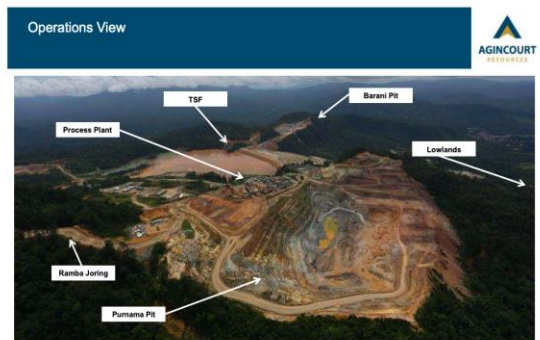 Operations View
AGINCOURT
RESOURCES
TSF
Barani Pit
Process Plant
Lowlands
Ramba Joring
Purnama Pit